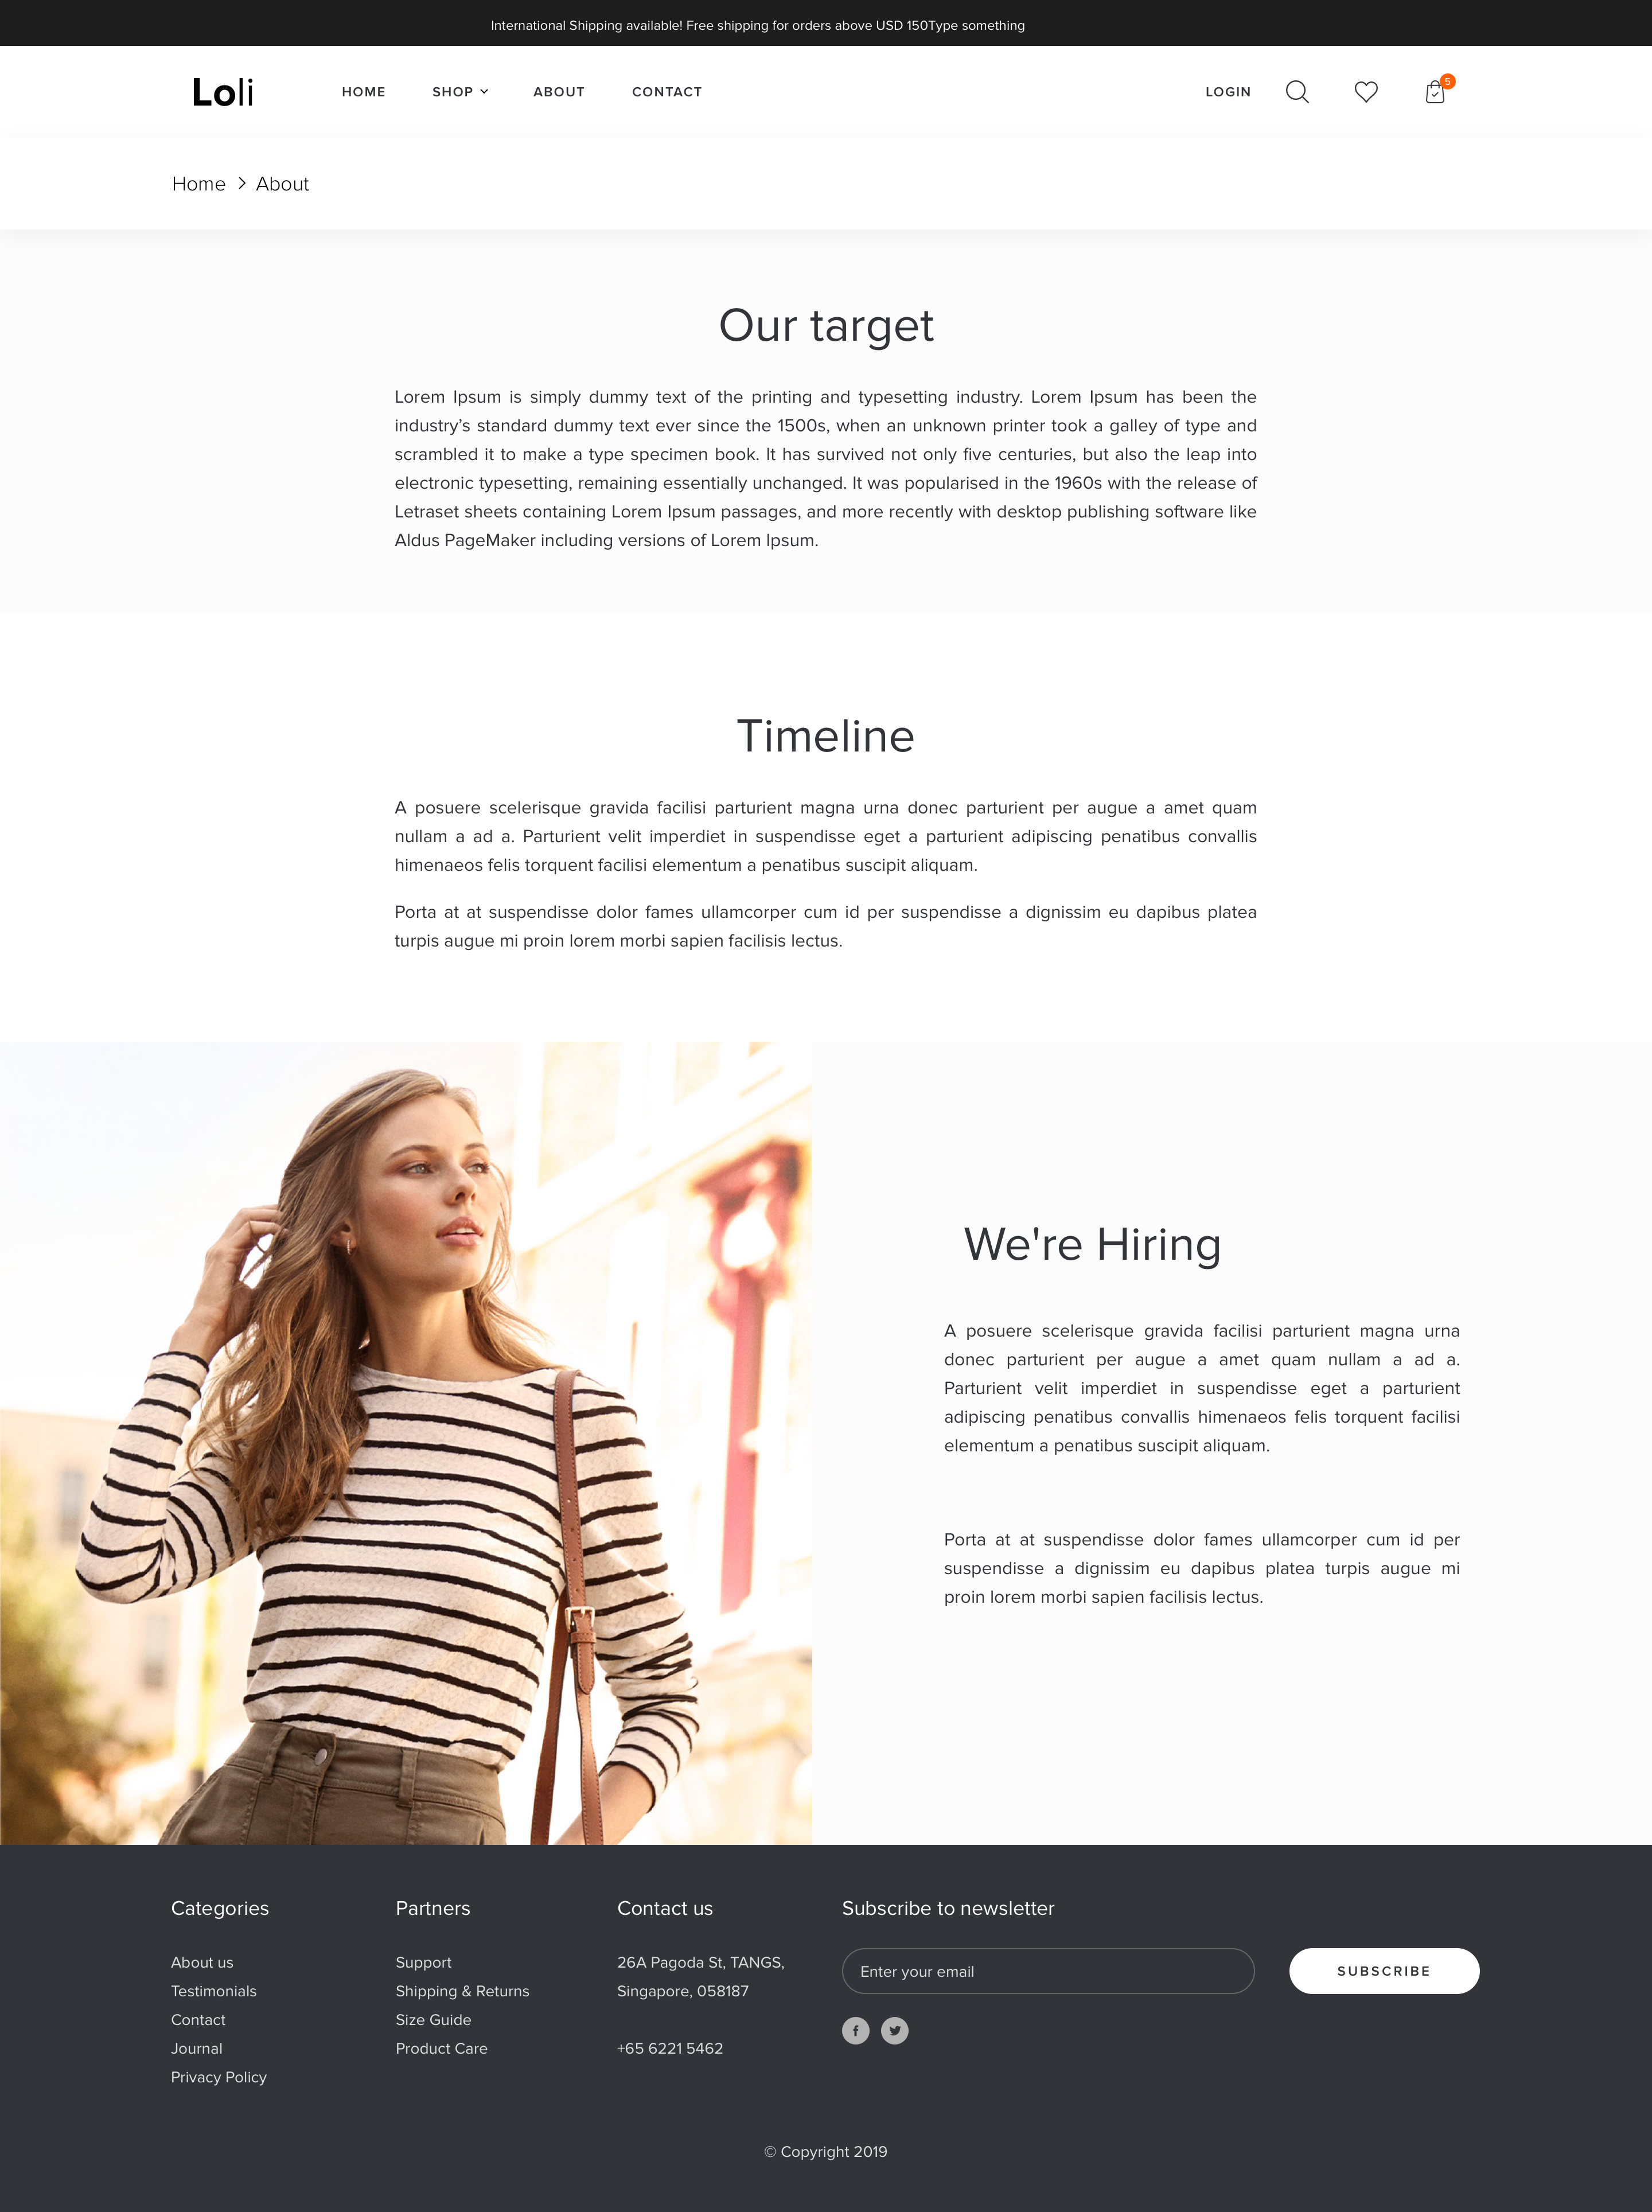 International Shipping available! Free shipping for orders above USD 150Type something
Loli
HOME
SHOP
ABOUT
CONTACT
LOGIN
5
Home
About
Our target
Lorem Ipsum is simply dummy text of the printing and typesetting industry. Lorem Ipsum has been the
industry’s standard dummy text ever since the 1500s, when an unknown printer took a galley of type and
scrambled it to make a type specimen book. It has survived not only five centuries, but also the leap into
electronic typesetting, remaining essentially unchanged. It was popularised in the 1960s with the release of
Letraset sheets containing Lorem Ipsum passages, and more recently with desktop publishing software like
Aldus PageMaker including versions of Lorem Ipsum.
Timeline
A posuere scelerisque gravida facilisi parturient magna urna donec parturient per augue a amet quam
nullam a ad a. Parturient velit imperdiet in suspendisse eget a parturient adipiscing penatibus convallis
himenaeos felis torquent facilisi elementum a penatibus suscipit aliquam.
Porta at at suspendisse dolor fames ullamcorper cum id per suspendisse a dignissim eu dapibus platea
turpis augue mi proin lorem morbi sapien facilisis lectus.
We're Hiring
A posuere scelerisque gravida facilisi parturient magna urna
donec parturient per augue a amet quam nullam a ad a.
Parturient velit imperdiet in suspendisse eget a parturient
adipiscing penatibus convallis himenaeos felis torquent facilisi
elementum a penatibus suscipit aliquam.
Porta at at suspendisse dolor fames ullamcorper cum id per
suspendisse a dignissim eu dapibus platea turpis augue mi
proin lorem morbi sapien facilisis lectus.
Categories
About us
Testimonials
Contact
Journal
Privacy Policy
Partners
Support
Shipping & Returns
Size Guide
Product Care
Contact us
26A Pagoda St, TANGS,
Singapore, 058187
+65 6221 5462
Subscribe to newsletter
Enter your email
SUBSCRIBE
© Copyright 2019